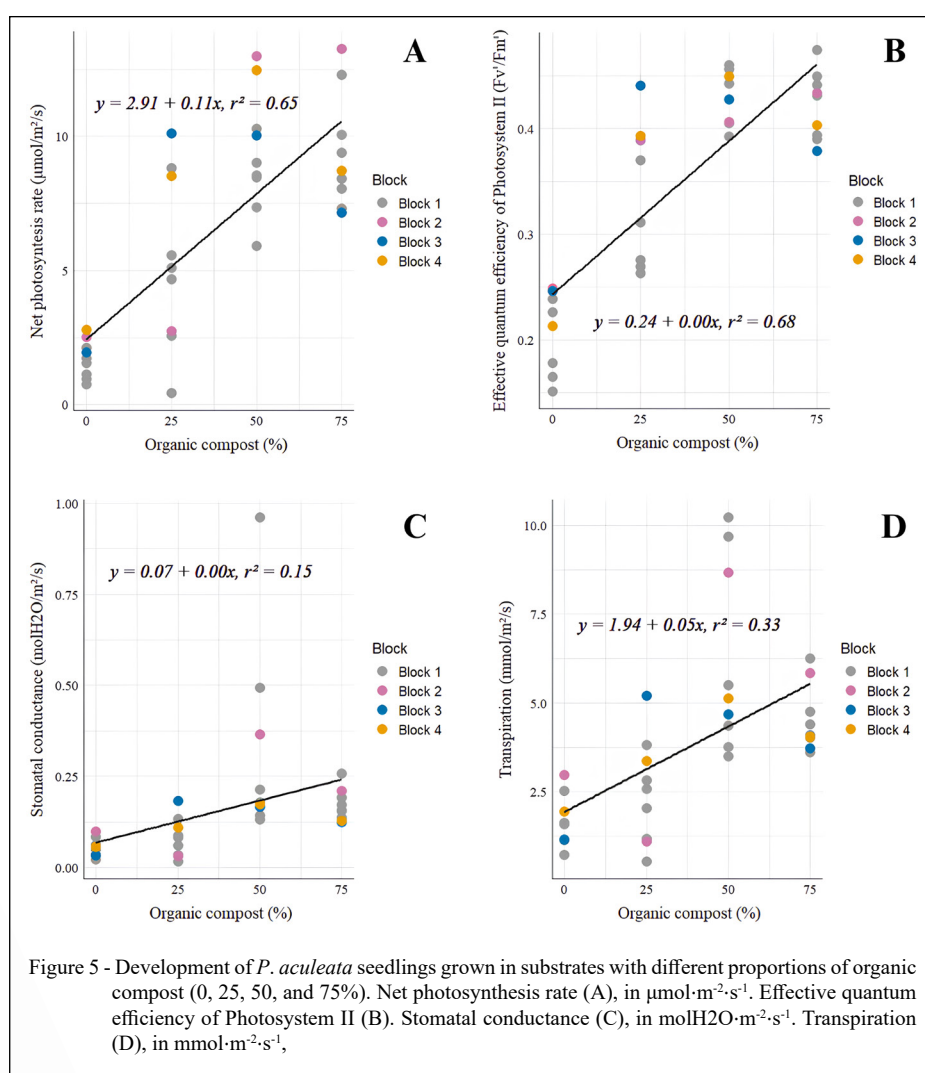 A
y = 2.91 + 0.11x, r² = 0.65
Net photosyntesis rate (μmol/m²/s)
10
5
0
0 25 50 75
Organic compost (%)
Block
Block 1
Block 2
Block 3
Block 4
B
y = 0.24 + 0.00x, r² = 0.68
Effective quantum efficiency of Photosystem II (Fv'/Fm')
0.4
0.3
0.2
0 25 50 75
Organic compost (%)
Block
Block 1
Block 2
Block 3
Block 4
C
y = 0.07 + 0.00x, r² = 0.15
Stomatal conductance (molH2O/m²/s)
1.00
0.75
0.50
0.25
0.00
0 25 50 75
Organic compost (%)
Block
Block 1
Block 2
Block 3
Block 4
D
y = 1.94 + 0.05x, r² = 0.33
Transpiration (mmol/m²/s)
10.0
7.5
5.0
2.5
0 25 50 75
Organic compost (%)
Block
Block 1
Block 2
Block 3
Block 4
Figure 5 - Development of P. aculeata seedlings grown in substrates with different proportions of organic
compost (0, 25, 50, and 75%). Net photosynthesis rate (A), in μmol·m⁻²·s⁻¹. Effective quantum
efficiency of Photosystem II (B). Stomatal conductance (C), in molH2O·m⁻²·s⁻¹. Transpiration
(D), in mmol·m⁻²·s⁻¹,